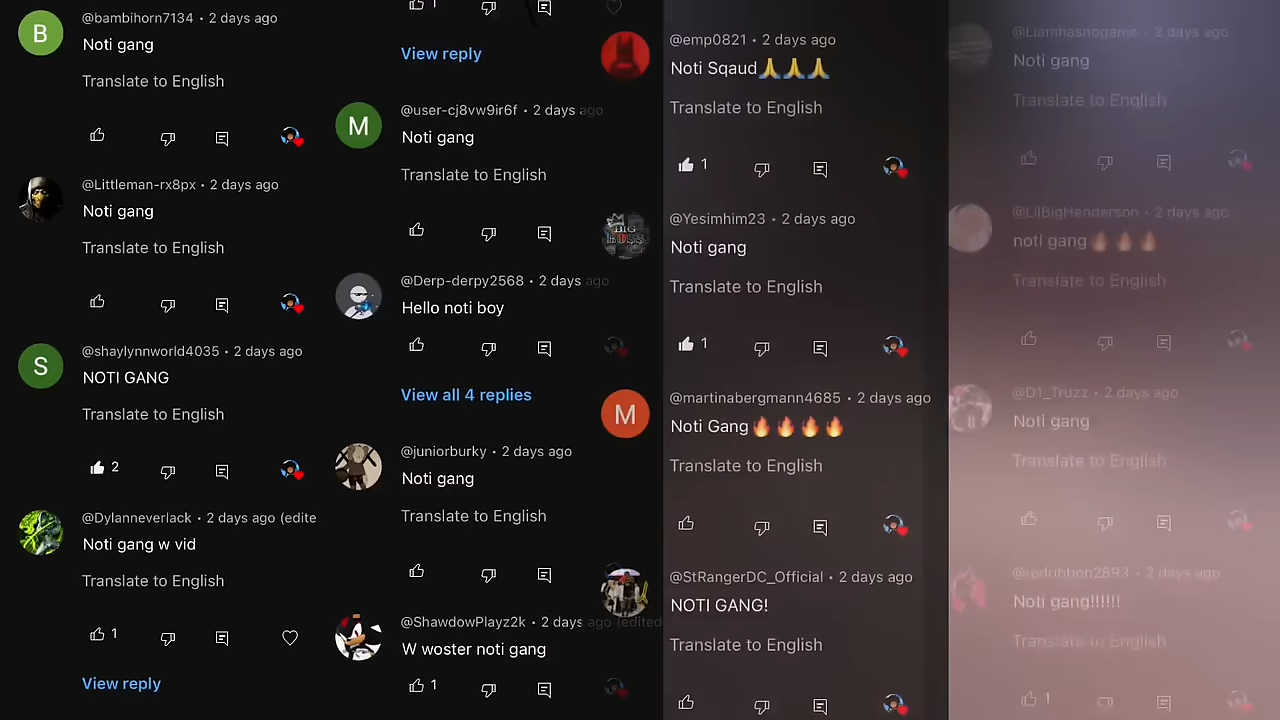 B
@bambihorn7134 • 2 days ago
Noti gang
Translate to English
@Littleman-rx8px • 2 days ago
Noti gang
Translate to English
S
@shaylynnworld4035 • 2 days ago
NOTI GANG
Translate to English
2
@Dylanneverlack • 2 days ago (edite
Noti gang w vid
Translate to English
1
View reply
1
View reply
M
@user-cj8vw9ir6f • 2 days ago
Noti gang
Translate to English
@Derp-derpy2568 • 2 days ago
Hello noti boy
View all 4 replies
@juniorburky • 2 days ago
Noti gang
Translate to English
@ShawdowPlayz2k • 2 days ago (edited
W woster noti gang
1
@emp0821 • 2 days ago
Noti Sqaud🙏🙏🙏
Translate to English
1
BIG
BOSS
@Yesimhim23 • 2 days ago
Noti gang
Translate to English
1
M
@martinabergmann4685 • 2 days ago
Noti Gang🔥🔥🔥🔥
Translate to English
@StRangerDC_Official • 2 days ago
NOTI GANG!
Translate to English
@Liamhasnogame • 2 days ago
Noti gang
Translate to English
@LilBigHenderson • 2 days ago
noti gang🔥🔥🔥
Translate to English
@D1_Truzz • 2 days ago
Noti gang
Translate to English
@redribbon2893 • 2 days ago
Noti gang!!!!!!
Translate to English
1